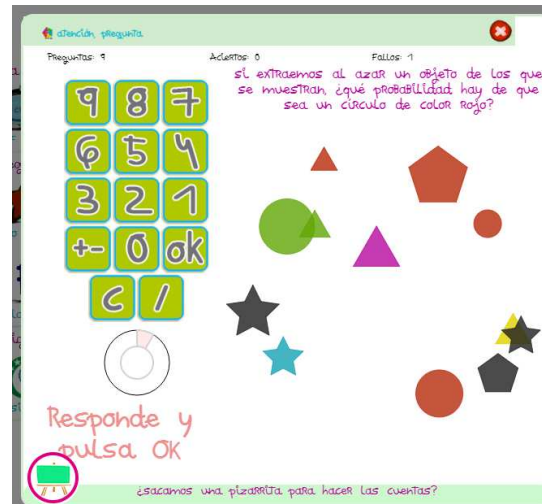 atención, pregunta.
Preguntas: 9
Aciertos: 0
Fallos: 1
si extraemos al azar un objeto de los que
se muestran, ¿qué probabilidad hay de que
sea un círculo de color rojo?
9 8 7
6 5 4
3 2 1
+- 0 ok
C /
Responde y
pulsa OK
¿sacamos una pizarrita para hacer las cuentas?